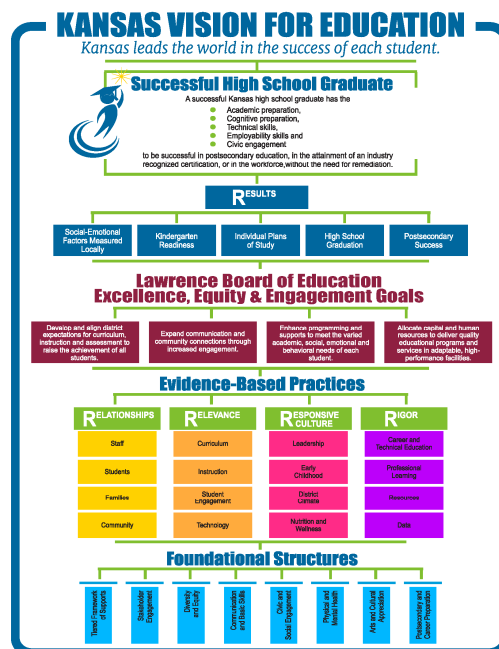 KANSAS VISION FOR EDUCATION
Kansas leads the world in the success of each student.
Successful High School Graduate
A successful Kansas high school graduate has the
Academic preparation,
Cognitive preparation,
Technical skills,
Employability skills and
Civic engagement
to be successful in postsecondary education, in the attainment of an industry
recognized certification, or in the workforce,without the need for remediation.
RESULTS
Social-Emotional
Factors Measured
Locally
Kindergarten
Readiness
Individual Plans
of Study
High School
Graduation
Postsecondary
Success
Lawrence Board of Education
Excellence, Equity & Engagement Goals
Develop and align district
expectations for curriculum,
instruction and assessment to
raise the achievement of all
students.
Expand communication and
community connections through
increased engagement.
Enhance programming and
supports to meet the varied
academic, social, emotional and
behavioral needs of each
student.
Allocate capital and human
resources to deliver quality
educational programs and
services in adaptable, high-
performance facilities.
Evidence-Based Practices
RELATIONSHIPS
Staff
Students
Families
Community
RELEVANCE
Curriculum
Instruction
Student
Engagement
Technology
RESPONSIVE
CULTURE
Leadership
Early
Childhood
District
Climate
Nutrition and
Wellness
RIGOR
Career and
Technical Education
Professional
Learning
Resources
Data
Foundational Structures
Tiered Framework
of Supports
Stakeholder
Engagement
Diversity
and Equity
Communication
and Basic Skills
Civic and
Social Engagement
Physical and
Mental Health
Arts and Cultural
Appreciation
Postsecondary and
Career Preparation